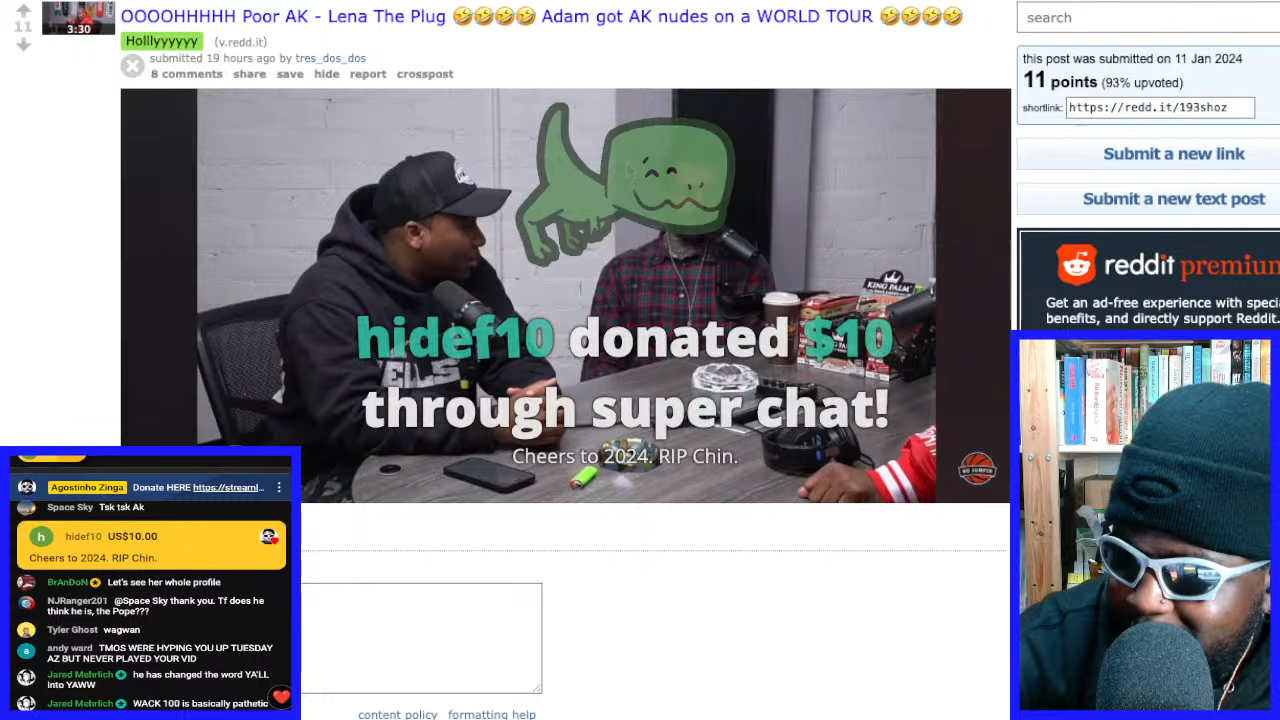 OOOOHHHHH Poor AK - Lena The Plug 🤣🤣🤣🤣 Adam got AK nudes on a WORLD TOUR 🤣🤣🤣🤣
11
3:30
Holllyyyyyy (v.redd.it)
submitted 19 hours ago by tres_dos_dos
8 comments share save hide report crosspost
search
this post was submitted on 11 Jan 2024
11 points (93% upvoted)
shortlink: https://redd.it/193shoz
Submit a new link
Submit a new text post
reddit premium
Get an ad-free experience with speci
benefits, and directly support Reddit.
KING PALM
hidef10 donated $10
through super chat!
Cheers to 2024. RIP Chin.
NO JUMPER
Agostinho Zinga Donate HERE https://streaml...
Space Sky Tsk tsk Ak
h hidef10 US$10.00
Cheers to 2024. RIP Chin.
BrAnDoN Let's see her whole profile
NJRanger201 @Space Sky thank you. Tf does he
think he is, the Pope???
Tyler Ghost wagwan
a andy ward TMOS WERE HYPING YOU UP TUESDAY
AZ BUT NEVER PLAYED YOUR VID
Jared Mehrlich he has changed the word YA'LL
into YAWW
Jared Mehrlich WACK 100 is basically pathetic
content policy formatting help